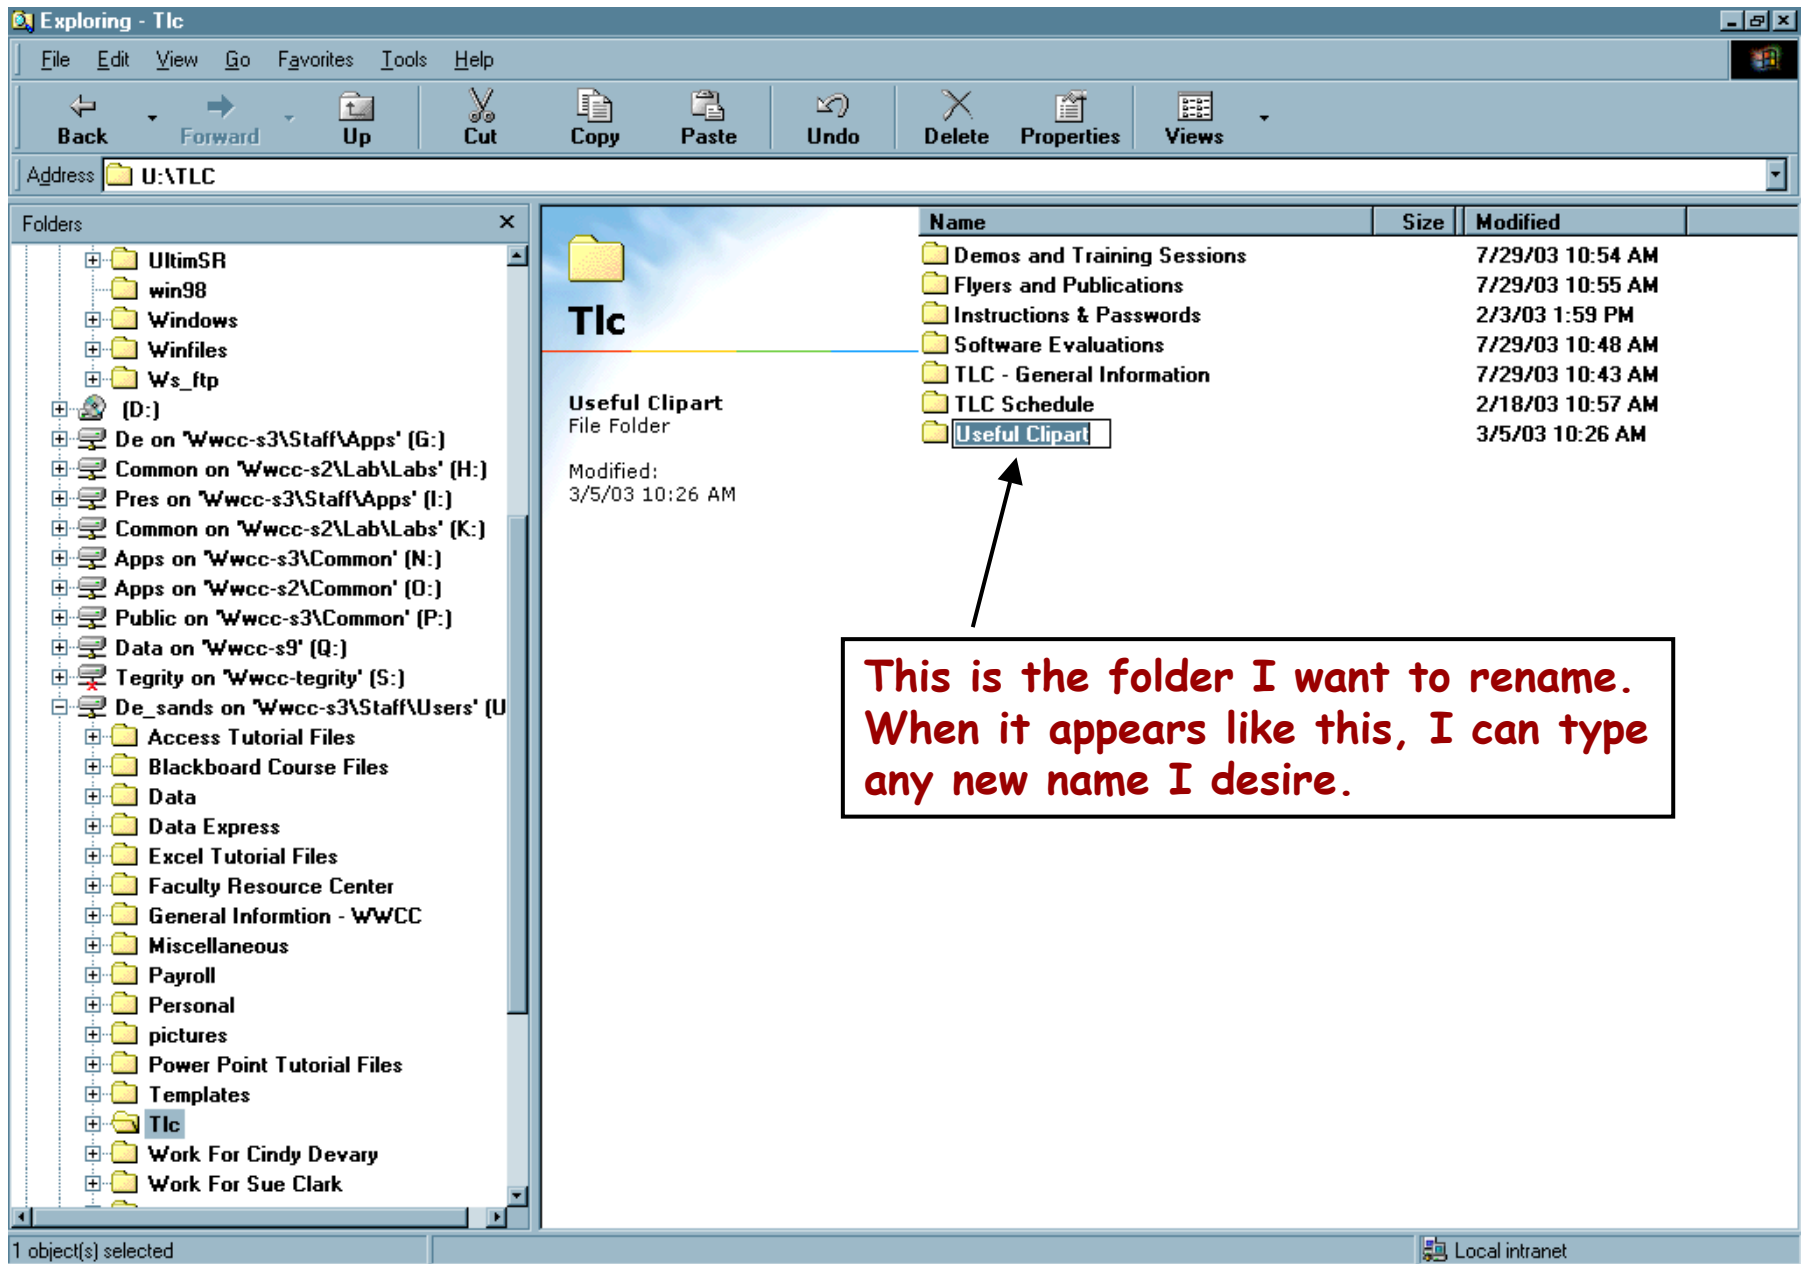 Exploring - Tlc
File Edit View Go Favorites Tools Help
Back Forward Up Cut Copy Paste Undo Delete Properties Views
Address U:\TLC
Folders
UltimSR
win98
Windows
Winfiles
Ws_ftp
(D:)
De on 'Wwcc-s3\Staff\Apps' (G:)
Common on 'Wwcc-s2\Lab\Labs' (H:)
Pres on 'Wwcc-s3\Staff\Apps' (I:)
Common on 'Wwcc-s2\Lab\Labs' (K:)
Apps on 'Wwcc-s3\Common' (N:)
Apps on 'Wwcc-s2\Common' (O:)
Public on 'Wwcc-s3\Common' (P:)
Data on 'Wwcc-s9' (Q:)
Tegrity on 'Wwcc-tegrity' (S:)
De_sands on 'Wwcc-s3\Staff\Users' (U
Access Tutorial Files
Blackboard Course Files
Data
Data Express
Excel Tutorial Files
Faculty Resource Center
General Informtion - WWCC
Miscellaneous
Payroll
Personal
pictures
Power Point Tutorial Files
Templates
Tlc
Work For Cindy Devary
Work For Sue Clark
Tlc
Useful Clipart
File Folder
Modified:
3/5/03 10:26 AM
Name Size Modified
Demos and Training Sessions 7/29/03 10:54 AM
Flyers and Publications 7/29/03 10:55 AM
Instructions & Passwords 2/3/03 1:59 PM
Software Evaluations 7/29/03 10:48 AM
TLC - General Information 7/29/03 10:43 AM
TLC Schedule 2/18/03 10:57 AM
Useful Clipart 3/5/03 10:26 AM
This is the folder I want to rename.
When it appears like this, I can type
any new name I desire.
1 object(s) selected
Local intranet